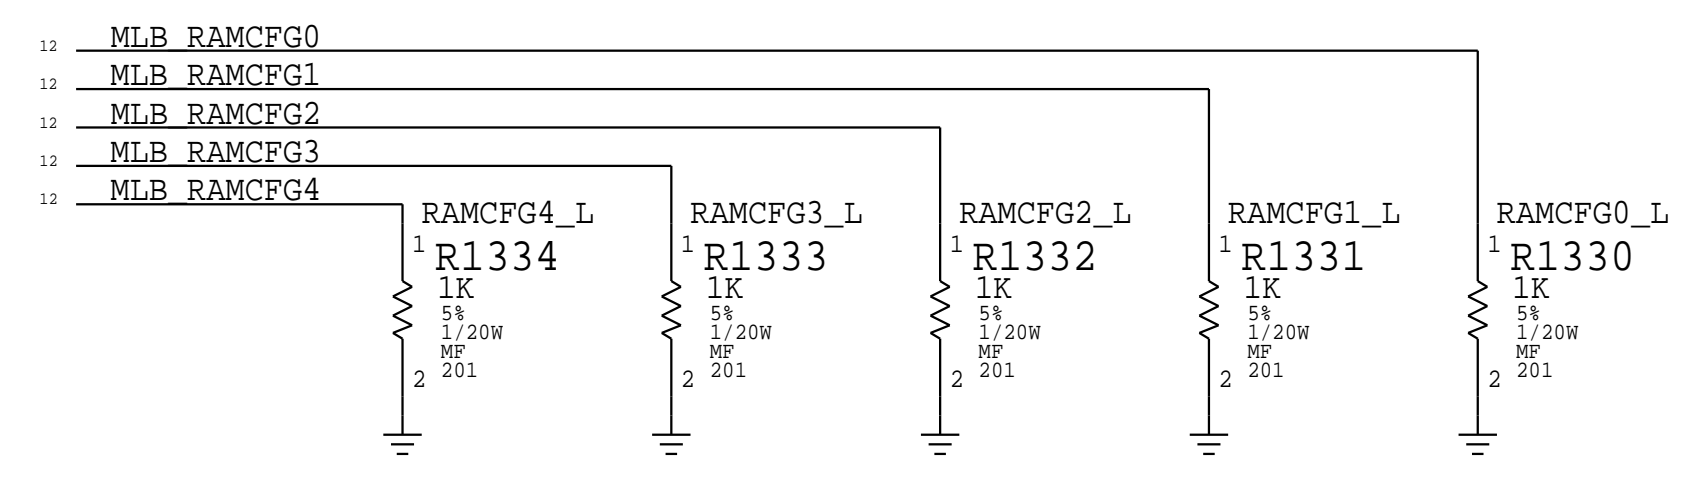 12 MLB_RAMCFG0
12 MLB_RAMCFG1
12 MLB_RAMCFG2
12 MLB_RAMCFG3
12 MLB_RAMCFG4
RAMCFG4_L
1 R1334
1K
5%
1/20W
MF
201
2
RAMCFG3_L
1 R1333
1K
5%
1/20W
MF
201
2
RAMCFG2_L
1 R1332
1K
5%
1/20W
MF
201
2
RAMCFG1_L
1 R1331
1K
5%
1/20W
MF
201
2
RAMCFG0_L
1 R1330
1K
5%
1/20W
MF
201
2